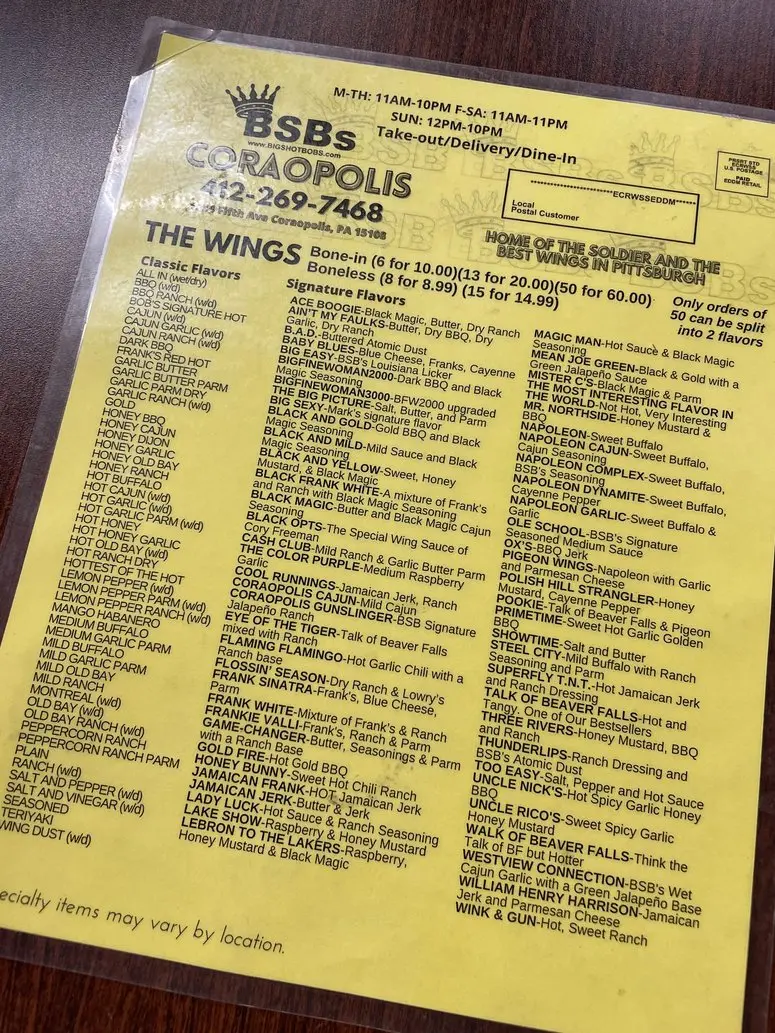 M-TH: 11AM-10PM F-SA: 11AM-11PM
SUN: 12PM-10PM
Take-out/Delivery/Dine-In
BSBs
www.BIGSHOTBOBS.com
CORAOPOLIS
412-269-7468
Fifth Ave Coraopolis, PA 15108
PRSRT STD
ECRWSS
U.S. POSTAGE
PAID
EDDM RETAIL
ECRWSSEDDM
Local
Postal Customer
HOME OF THE SOLDIER AND THE
BEST WINGS IN PITTSBURGH
THE WINGS
Bone-in (6 for 10.00)(13 for 20.00)(50 for 60.00)
Boneless (8 for 8.99) (15 for 14.99)
Only orders of
50 can be split
into 2 flavors
Classic Flavors
ALL IN (wet/dry)
BBQ (w/d)
BBQ RANCH (w/d)
BOB'S SIGNATURE HOT
CAJUN (w/d)
CAJUN GARLIC (w/d)
CAJUN RANCH (w/d)
DARK BBQ
FRANK'S RED HOT
GARLIC BUTTER
GARLIC BUTTER PARM
GARLIC PARM DRY
GARLIC RANCH (w/d)
GOLD
HONEY BBQ
HONEY CAJUN
HONEY DIJON
HONEY GARLIC
HONEY OLD BAY
HONEY RANCH
HOT BUFFALO
HOT CAJUN (w/d)
HOT GARLIC (w/d)
HOT GARLIC PARM (w/d)
HOT HONEY
HOT HONEY GARLIC
HOT OLD BAY (w/d)
HOT RANCH DRY
HOTTEST OF THE HOT
LEMON PEPPER (w/d)
LEMON PEPPER PARM (w/d)
LEMON PEPPER RANCH (w/d)
MANGO HABANERO
MEDIUM BUFFALO
MEDIUM GARLIC PARM
MILD BUFFALO
MILD GARLIC PARM
MILD OLD BAY
MILD RANCH
MONTREAL (w/d)
OLD BAY (w/d)
OLD BAY RANCH (w/d)
PEPPERCORN RANCH
PEPPERCORN RANCH PARM
PLAIN
RANCH (w/d)
SALT AND PEPPER (w/d)
SALT AND VINEGAR (w/d)
SEASONED
TERIYAKI
WING DUST (w/d)
Signature Flavors
ACE BOOGIE-Black Magic, Butter, Dry Ranch
AIN'T MY FAULKS-Butter, Dry BBQ, Dry
Garlic, Dry Ranch
B.A.D.-Buttered Atomic Dust
BABY BLUES-Blue Cheese, Franks, Cayenne
BIG EASY-BSB's Louisiana Licker
BIGFINEWOMAN2000-Dark BBQ and Black
Magic Seasoning
BIGFINEWOMAN3000-BFW2000 upgraded
THE BIG PICTURE-Salt, Butter, and Parm
BIG SEXY-Mark's signature flavor
BLACK AND GOLD-Gold BBQ and Black
Magic Seasoning
BLACK AND MILD-Mild Sauce and Black
Magic Seasoning
BLACK AND YELLOW-Sweet, Honey
Mustard, & Black Magic
BLACK FRANK WHITE-A mixture of Frank's
and Ranch with Black Magic Seasoning
BLACK MAGIC-Butter and Black Magic Cajun
Seasoning
BLACK OPTS-The Special Wing Sauce of
Cory Freeman
CASH CLUB-Mild Ranch & Garlic Butter Parm
THE COLOR PURPLE-Medium Raspberry
Garlic
COOL RUNNINGS-Jamaican Jerk, Ranch
CORAOPOLIS CAJUN-Mild Cajun
CORAOPOLIS GUNSLINGER-BSB Signature
Jalapeño Ranch
EYE OF THE TIGER-Talk of Beaver Falls
mixed with Ranch
FLAMING FLAMINGO-Hot Garlic Chili with a
Ranch base
FLOSSIN' SEASON-Dry Ranch & Lowry's
FRANK SINATRA-Frank's, Blue Cheese,
Parm
FRANK WHITE-Mixture of Frank's & Ranch
FRANKIE VALLI-Frank's, Ranch & Parm
GAME-CHANGER-Butter, Seasonings & Parm
with a Ranch Base
GOLD FIRE-Hot Gold BBQ
HONEY BUNNY-Sweet Hot Chili Ranch
JAMAICAN FRANK-HOT Jamaican Jerk
JAMAICAN JERK-Butter & Jerk
LADY LUCK-Hot Sauce & Ranch Seasoning
LAKE SHOW-Raspberry & Honey Mustard
LEBRON TO THE LAKERS-Raspberry,
Honey Mustard & Black Magic
MAGIC MAN-Hot Sauce & Black Magic
Seasoning
MEAN JOE GREEN-Black & Gold with a
Green Jalapeño Sauce
MISTER C'S-Black Magic & Parm
THE MOST INTERESTING FLAVOR IN
THE WORLD-Not Hot, Very Interesting
MR. NORTHSIDE-Honey Mustard &
BBQ
NAPOLEON-Sweet Buffalo
NAPOLEON CAJUN-Sweet Buffalo,
Cajun Seasoning
NAPOLEON COMPLEX-Sweet Buffalo,
BSB's Seasoning
NAPOLEON DYNAMITE-Sweet Buffalo,
Cayenne Pepper
NAPOLEON GARLIC-Sweet Buffalo &
Garlic
OLE SCHOOL-BSB's Signature
Seasoned Medium Sauce
OX'S-BBQ Jerk
PIGEON WINGS-Napoleon with Garlic
and Parmesan Cheese
POLISH HILL STRANGLER-Honey
Mustard, Cayenne Pepper
POOKIE-Talk of Beaver Falls & Pigeon
PRIMETIME-Sweet Hot Garlic Golden
BBQ
SHOWTIME-Salt and Butter
STEEL CITY-Mild Buffalo with Ranch
Seasoning and Parm
SUPERFLY T.N.T.-Hot Jamaican Jerk
and Ranch Dressing
TALK OF BEAVER FALLS-Hot and
Tangy, One of Our Bestsellers
THREE RIVERS-Honey Mustard, BBQ
and Ranch
THUNDERLIPS-Ranch Dressing and
BSB's Atomic Dust
TOO EASY-Salt, Pepper and Hot Sauce
UNCLE NICK'S-Hot Spicy Garlic Honey
BBQ
UNCLE RICO'S-Sweet Spicy Garlic
Honey Mustard
WALK OF BEAVER FALLS-Think the
Talk of BF but Hotter
WESTVIEW CONNECTION-BSB's Wet
Cajun Garlic with a Green Jalapeño Base
WILLIAM HENRY HARRISON-Jamaican
Jerk and Parmesan Cheese
WINK & GUN-Hot, Sweet Ranch
ecialty items may vary by location.